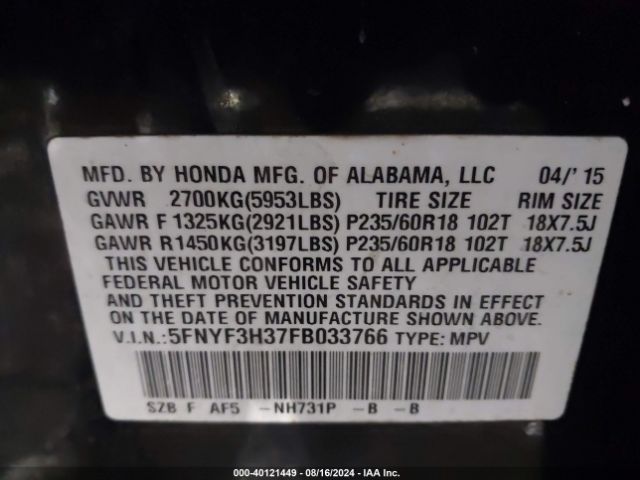 MFD. BY HONDA MFG. OF ALABAMA, LLC 04/' 15
GVWR 2700KG(5953LBS) TIRE SIZE RIM SIZE
GAWR F 1325KG(2921LBS) P235/60R18 102T 18X7.5J
GAWR R1450KG(3197LBS) P235/60R18 102T 18X7.5J
THIS VEHICLE CONFORMS TO ALL APPLICABLE
FEDERAL MOTOR VEHICLE SAFETY
AND THEFT PREVENTION STANDARDS IN EFFECT
ON THE DATE OF MANUFACTURE SHOWN ABOVE.
V.I.N.:5FNYF3H37FB033766 TYPE: MPV
SZB F AF5 -NH731P -B -B
000-40121449 - 08/16/2024 - IAA Inc.